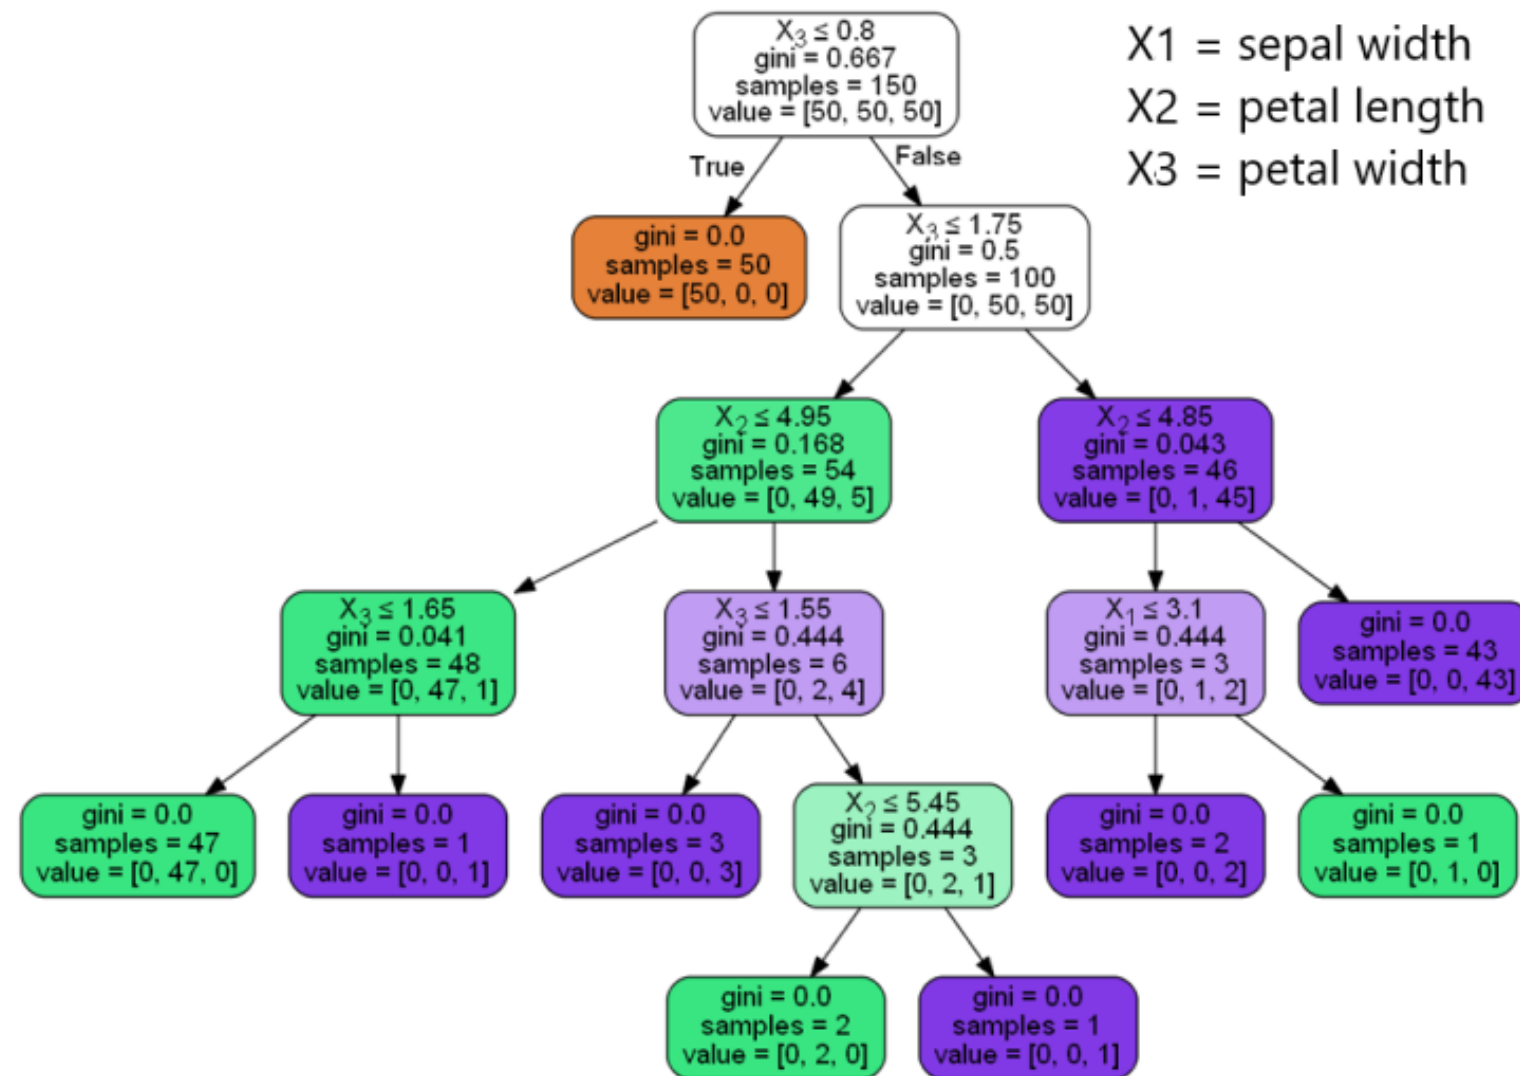 X₃ ≤ 0.8
gini = 0.667
samples = 150
value = [50, 50, 50]
X1 = sepal width
X2 = petal length
X3 = petal width
True
False
gini = 0.0
samples = 50
value = [50, 0, 0]
X₃ ≤ 1.75
gini = 0.5
samples = 100
value = [0, 50, 50]
X₂ ≤ 4.95
gini = 0.168
samples = 54
value = [0, 49, 5]
X₂ ≤ 4.85
gini = 0.043
samples = 46
value = [0, 1, 45]
X₃ ≤ 1.65
gini = 0.041
samples = 48
value = [0, 47, 1]
X₃ ≤ 1.55
gini = 0.444
samples = 6
value = [0, 2, 4]
X₁ ≤ 3.1
gini = 0.444
samples = 3
value = [0, 1, 2]
gini = 0.0
samples = 43
value = [0, 0, 43]
gini = 0.0
samples = 47
value = [0, 47, 0]
gini = 0.0
samples = 1
value = [0, 0, 1]
gini = 0.0
samples = 3
value = [0, 0, 3]
X₂ ≤ 5.45
gini = 0.444
samples = 3
value = [0, 2, 1]
gini = 0.0
samples = 2
value = [0, 0, 2]
gini = 0.0
samples = 1
value = [0, 1, 0]
gini = 0.0
samples = 2
value = [0, 2, 0]
gini = 0.0
samples = 1
value = [0, 0, 1]